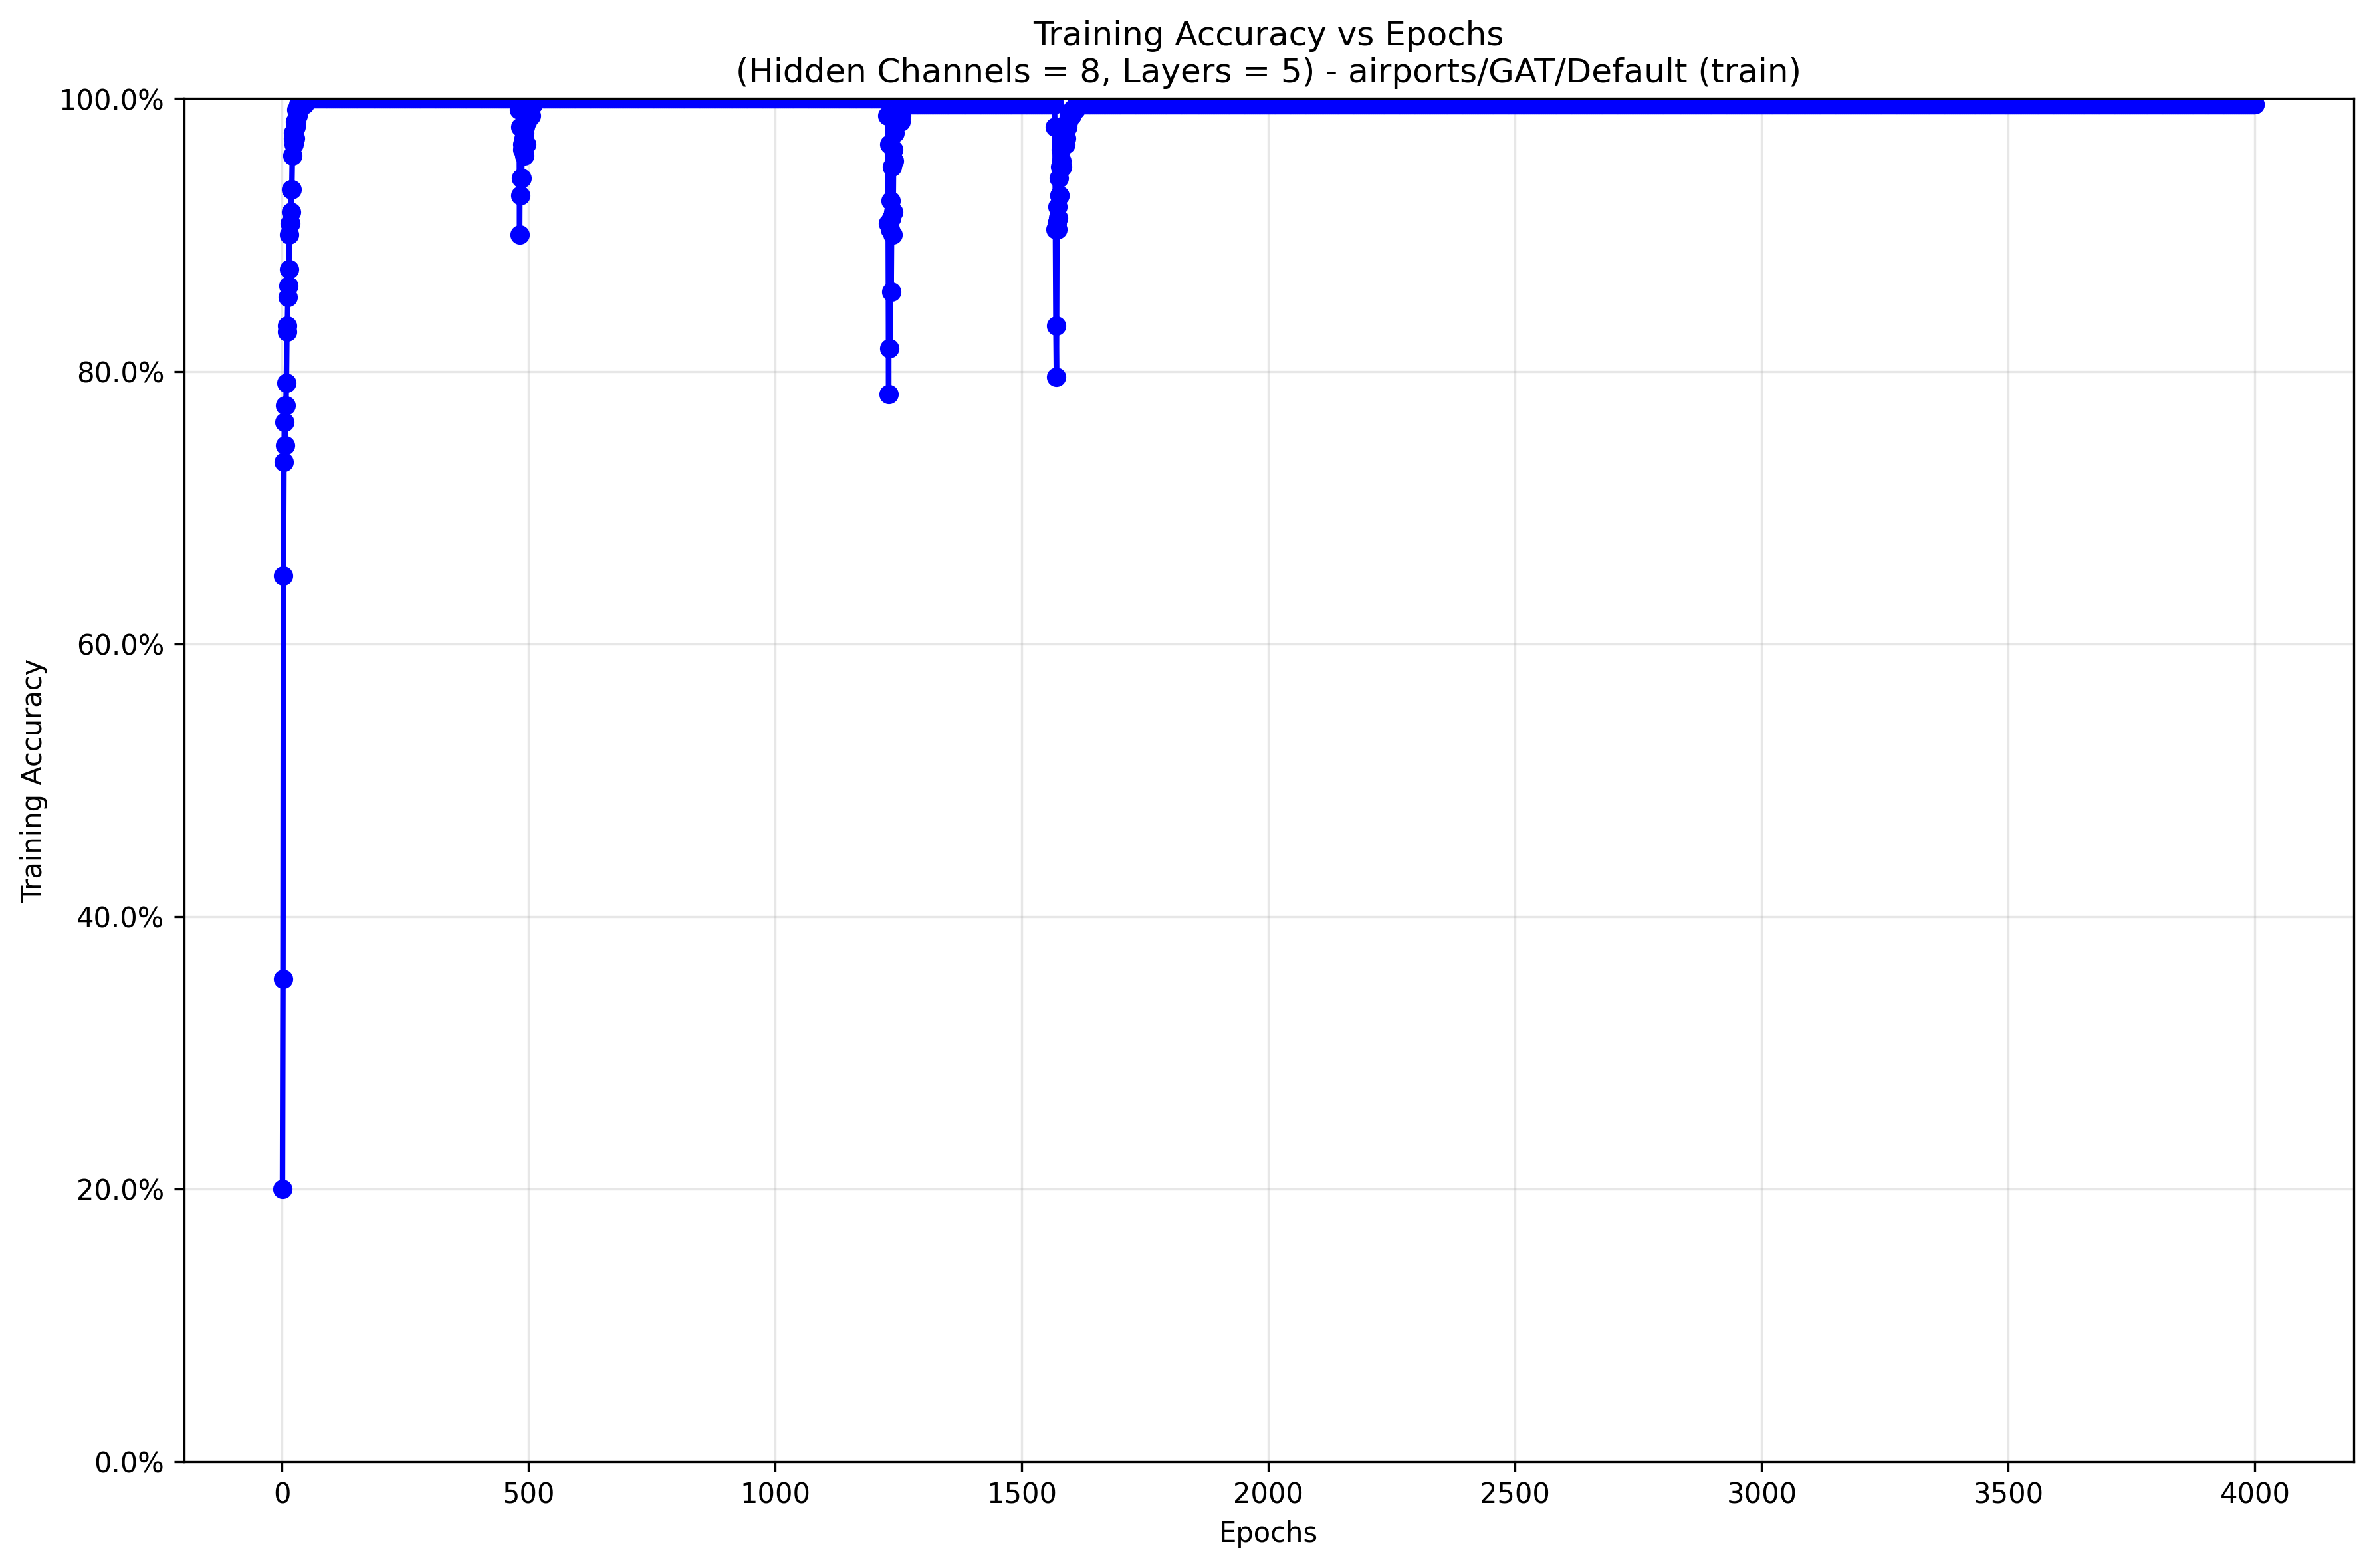 Training Accuracy vs Epochs
(Hidden Channels = 8, Layers = 5) - airports/GAT/Default (train)
100.0%
80.0%
60.0%
40.0%
20.0%
0.0%
Training Accuracy
0 500 1000 1500 2000 2500 3000 3500 4000
Epochs